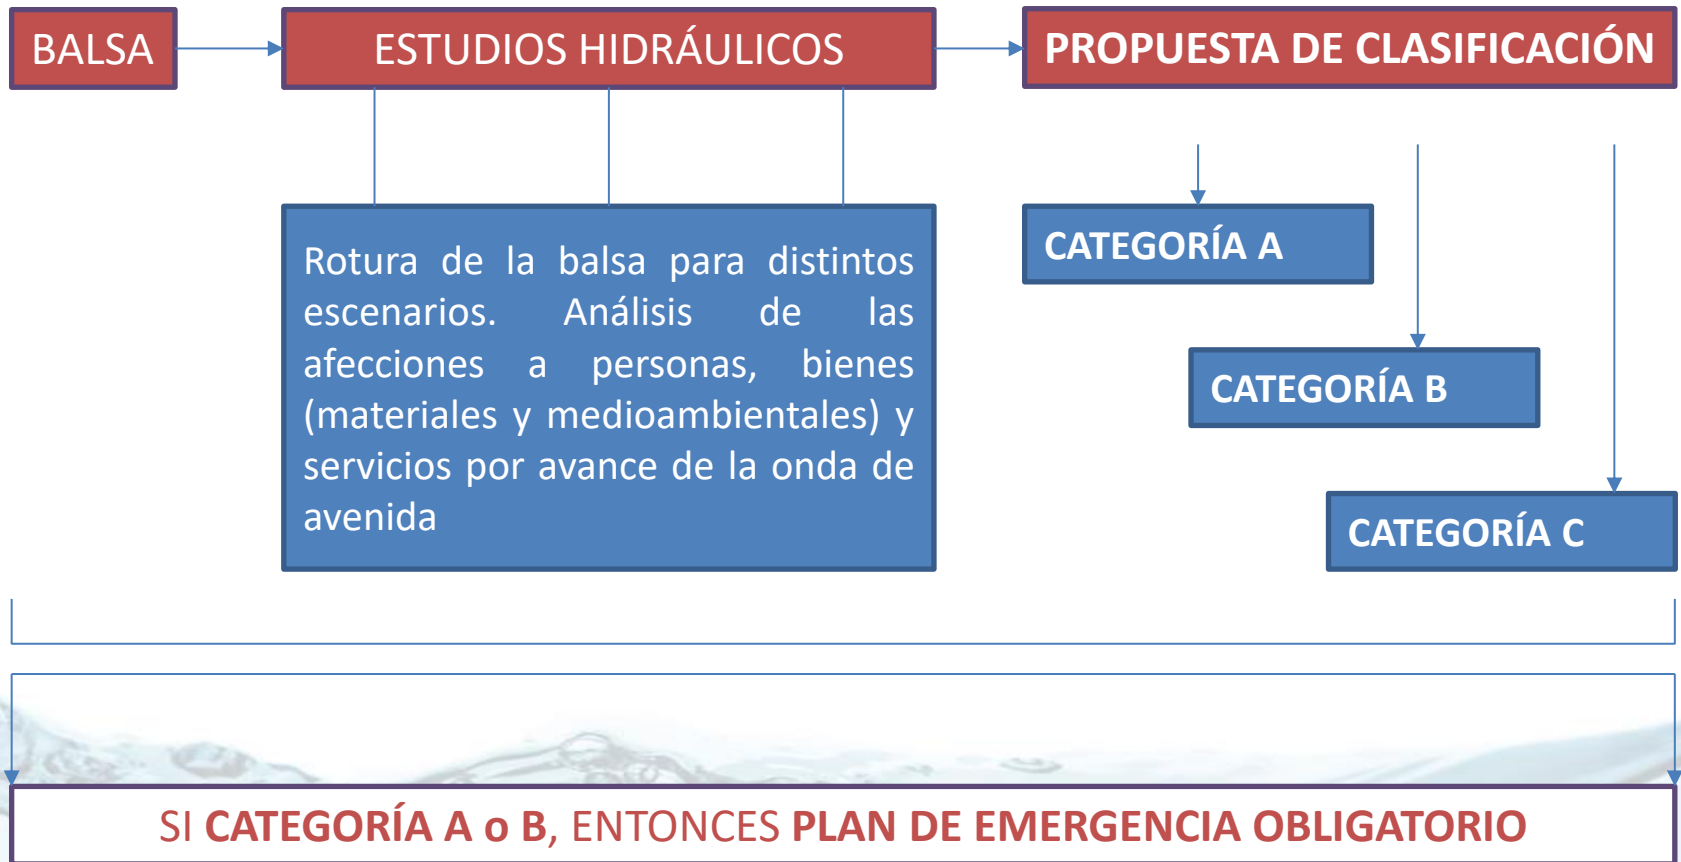 BALSA
ESTUDIOS HIDRÁULICOS
PROPUESTA DE CLASIFICACIÓN
Rotura de la balsa para distintos
escenarios. Análisis de las
afecciones a personas, bienes
(materiales y medioambientales) y
servicios por avance de la onda de
avenida
CATEGORÍA A
CATEGORÍA B
CATEGORÍA C
SI CATEGORÍA A o B, ENTONCES PLAN DE EMERGENCIA OBLIGATORIO